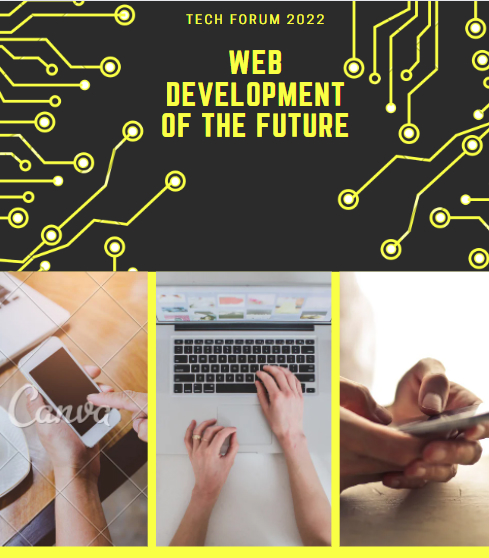 TECH FORUM 2022
WEB
DEVELOPMENT
OF THE FUTURE
Canva